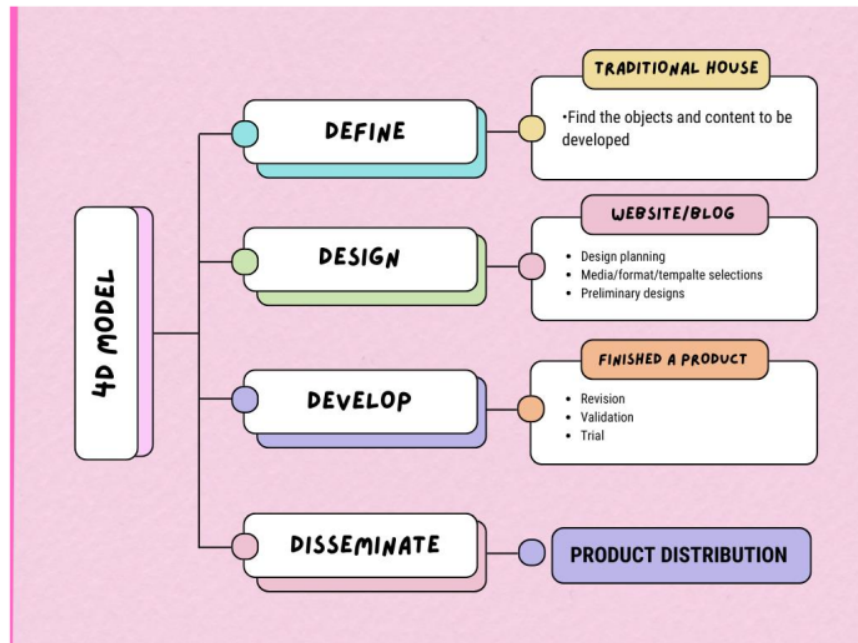 4D MODEL
DEFINE
TRADITIONAL HOUSE
•Find the objects and content to be
developed
DESIGN
WEBSITE/BLOG
• Design planning
• Media/format/tempalte selections
• Preliminary designs
DEVELOP
FINISHED A PRODUCT
• Revision
• Validation
• Trial
DISSEMINATE
PRODUCT DISTRIBUTION